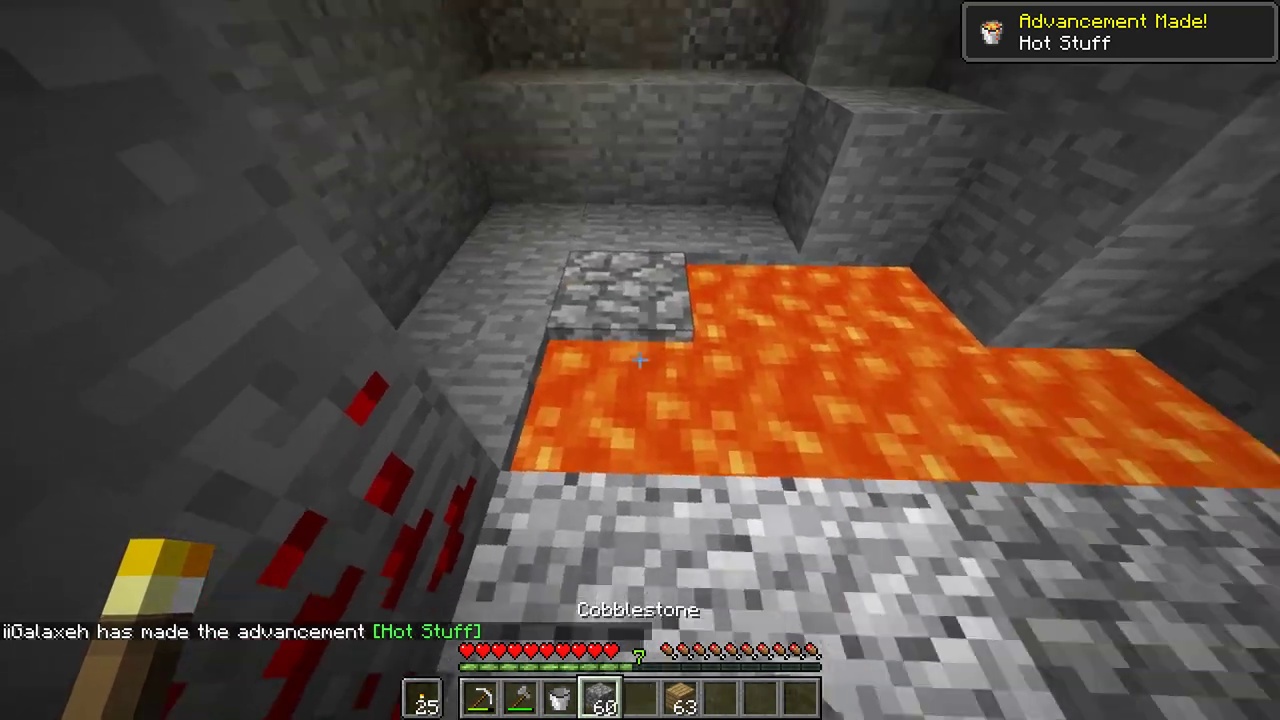 Advancement Made!
Hot Stuff
Cobblestone
iiGalaxeh has made the advancement [Hot Stuff]
7
25
60
63